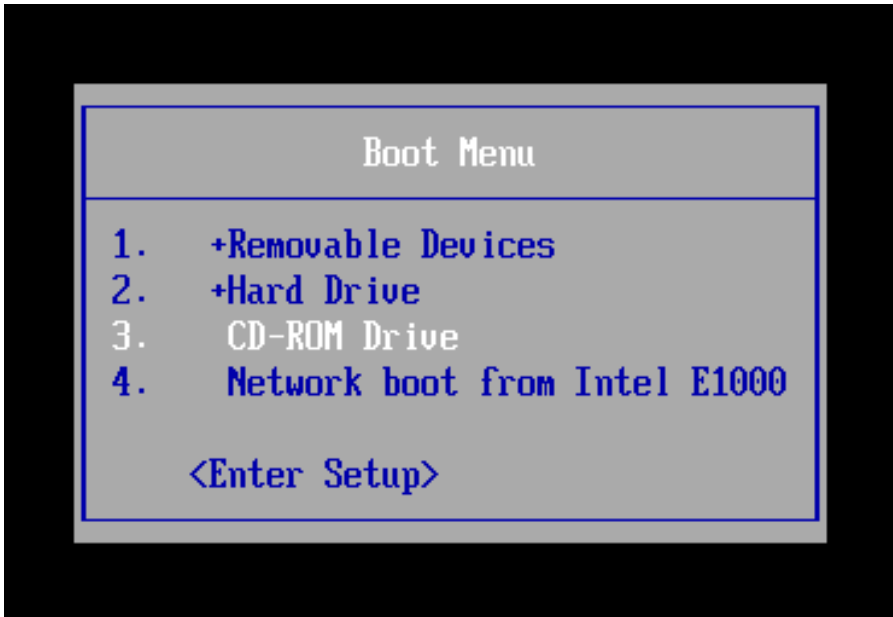 Boot Menu
1. +Removable Devices
2. +Hard Drive
3. CD-ROM Drive
4. Network boot from Intel E1000
<Enter Setup>